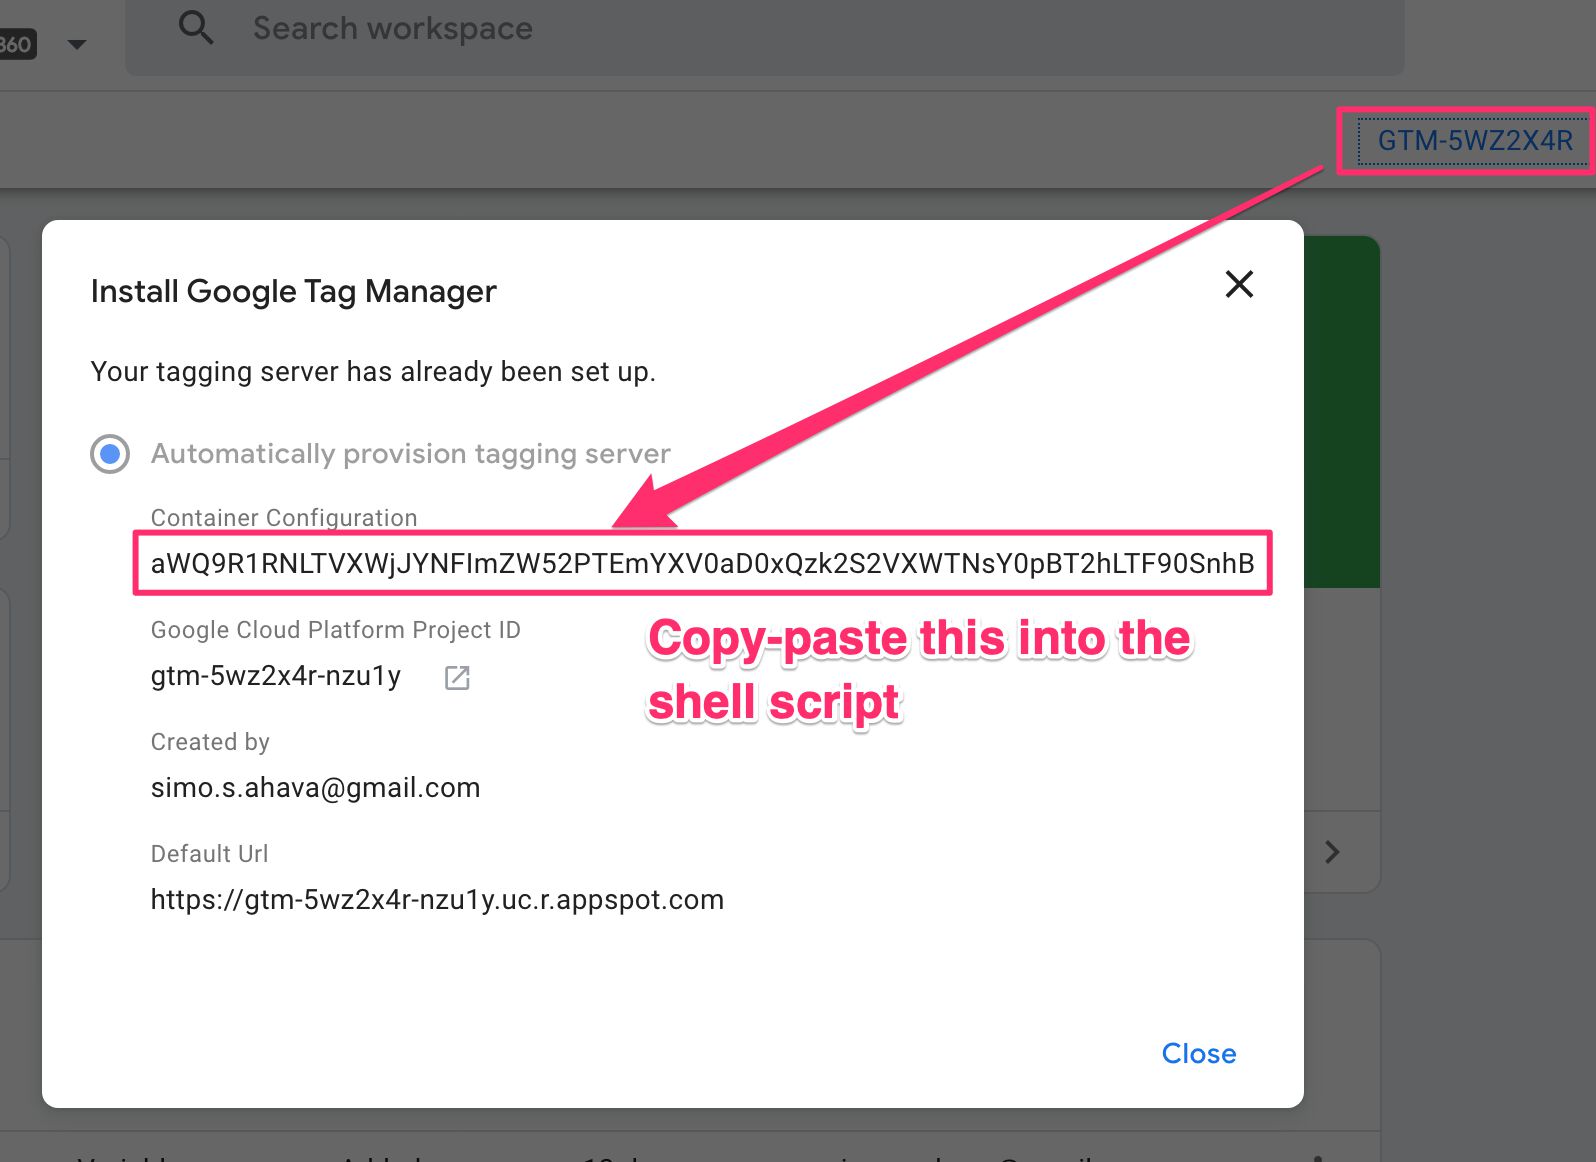 360
Search workspace
GTM-5WZ2X4R
Install Google Tag Manager
Your tagging server has already been set up.
Automatically provision tagging server
Container Configuration
aWQ9R1RNLTVXWjJYNFImZW52PTEmYXV0aD0xQzk2S2VXWTNsY0pBT2hLTF90SnhB
Google Cloud Platform Project ID
gtm-5wz2x4r-nzu1y
Copy-paste this into the
shell script
Created by
simo.s.ahava@gmail.com
Default Url
https://gtm-5wz2x4r-nzu1y.uc.r.appspot.com
Close